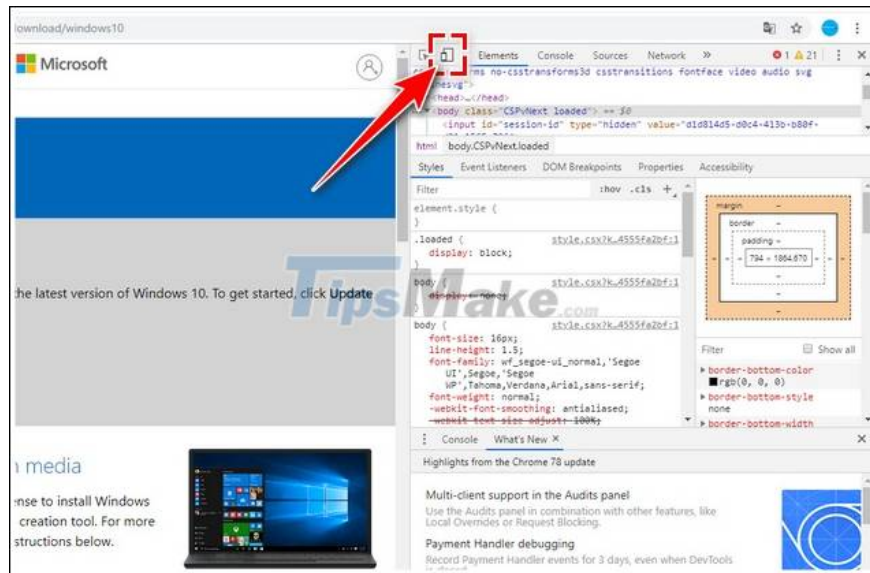 download/windows10
Microsoft
Elements Console Sources Network » 1 21
rms no-csstransforms3d csstransitions fontface video audio svg
nesvg">
<head>…</head>
<body class="CSPvNext loaded"> == $0
<input id="session-id" type="hidden" value="d1d814d5-d0c4-413b-b80f-
html body.CSPvNext.loaded
Styles Event Listeners DOM Breakpoints Properties Accessibility
Filter :hov .cls +
element.style {
}
.loaded { style.csx?k…4555fa2bf:1
display: block;
}
body { style.csx?k…4555fa2bf:1
display: none;
}
body { style.csx?k…4555fa2bf:1
font-size: 16px;
line-height: 1.5;
font-family: wf_segoe-ui_normal,'Segoe
UI',Segoe,'Segoe
WP',Tahoma,Verdana,Arial,sans-serif;
font-weight: normal;
-webkit-font-smoothing: antialiased;
-webkit-text-size-adjust: 100%;
margin -
border -
padding -
794 × 1864.670
Filter Show all
border-bottom-color
rgb(0, 0, 0)
border-bottom-style
none
border-bottom-width
the latest version of Windows 10. To get started, click Update
TipsMake.com
media
ense to install Windows
creation tool. For more
structions below.
Console What's New ×
Highlights from the Chrome 78 update
Multi-client support in the Audits panel
Use the Audits panel in combination with other features, like
Local Overrides or Request Blocking.
Payment Handler debugging
Record Payment Handler events for 3 days, even when DevTools